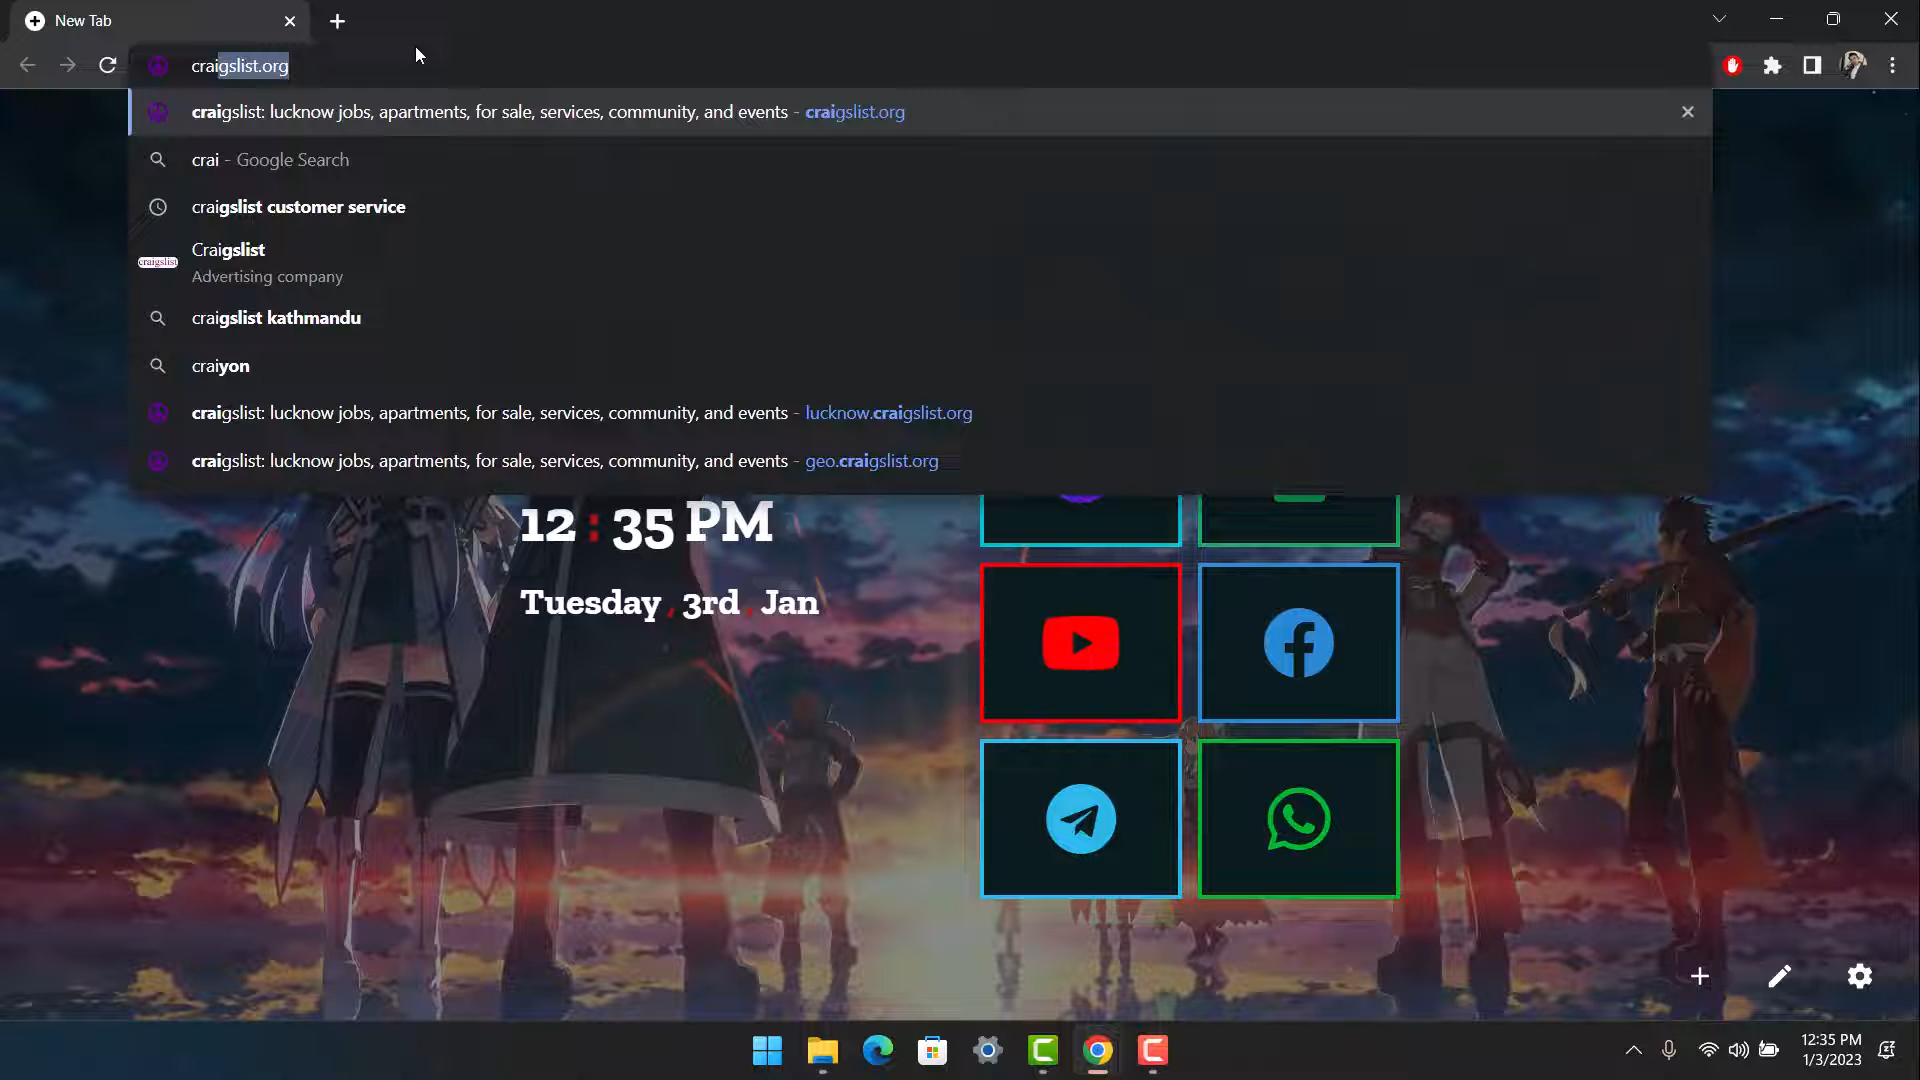 New Tab
craigslist.org
craigslist: lucknow jobs, apartments, for sale, services, community, and events - craigslist.org
crai - Google Search
craigslist customer service
craigslist
Craigslist
Advertising company
craigslist kathmandu
craiyon
craigslist: lucknow jobs, apartments, for sale, services, community, and events - lucknow.craigslist.org
craigslist: lucknow jobs, apartments, for sale, services, community, and events - geo.craigslist.org
12:35 PM
Tuesday, 3rd, Jan
12:35 PM
1/3/2023